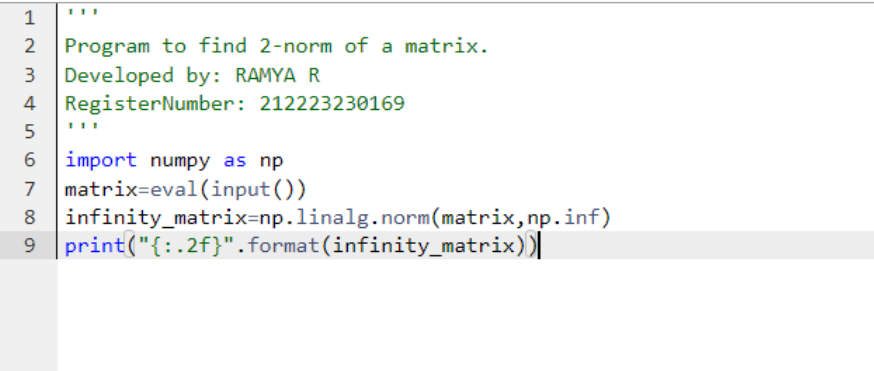 1 '''
2 Program to find 2-norm of a matrix.
3 Developed by: RAMYA R
4 RegisterNumber: 212223230169
5 '''
6 import numpy as np
7 matrix=eval(input())
8 infinity_matrix=np.linalg.norm(matrix,np.inf)
9 print("{:.2f}".format(infinity_matrix))